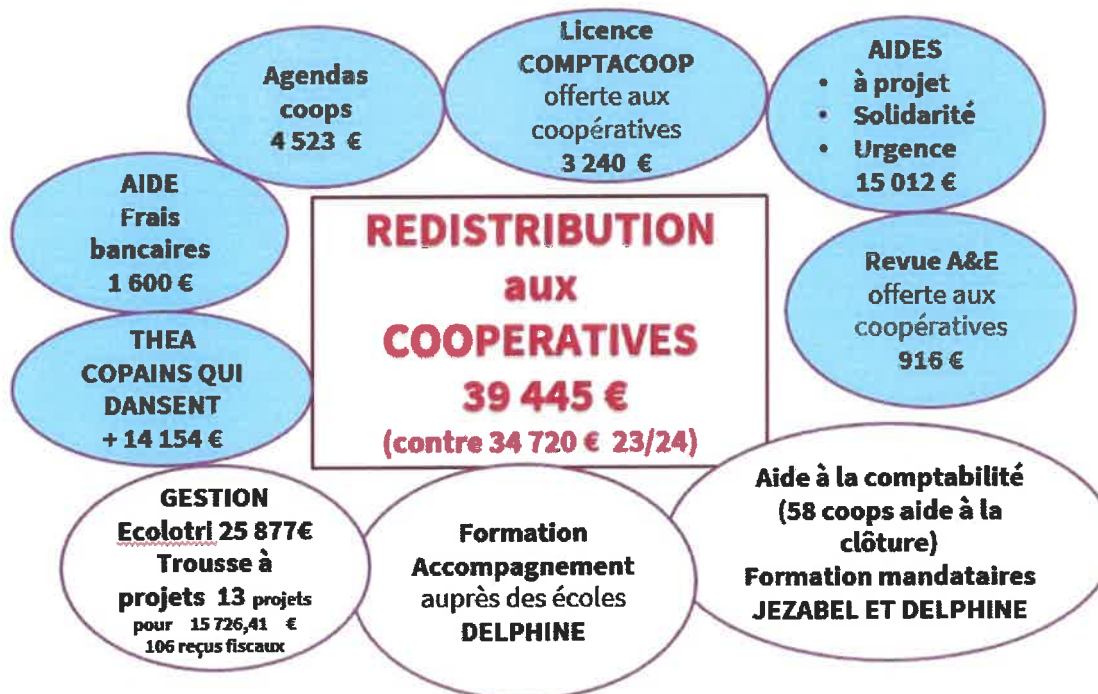 Agendas
coops
4 523 €
Licence
COMPTACOOP
offerte aux
coopératives
3 240 €
AIDES
• à projet
• Solidarité
• Urgence
15 012 €
AIDE
Frais
bancaires
1 600 €
REDISTRIBUTION
aux
COOPERATIVES
39 445 €
(contre 34 720 € 23/24)
Revue A&E
offerte aux
coopératives
916 €
THEA
COPAINS QUI
DANSENT
+ 14 154 €
GESTION
Ecolotri 25 877€
Trousse à
projets 13 projets
pour 15 726,41 €
106 reçus fiscaux
Formation
Accompagnement
auprès des écoles
DELPHINE
Aide à la comptabilité
(58 coops aide à la
clôture)
Formation mandataires
JEZABEL ET DELPHINE